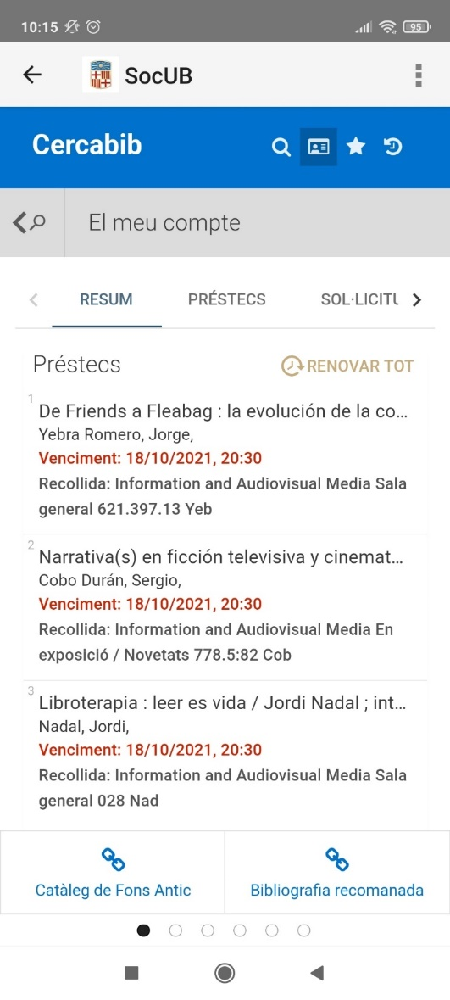 10:15
95
SocUB
Cercabib
El meu compte
RESUM
PRÉSTECS
SOL·LICITU
Préstecs
RENOVAR TOT
1
De Friends a Fleabag : la evolución de la co...
Yebra Romero, Jorge,
Venciment: 18/10/2021, 20:30
Recollida: Information and Audiovisual Media Sala
general 621.397.13 Yeb
2
Narrativa(s) en ficción televisiva y cinemat...
Cobo Durán, Sergio,
Venciment: 18/10/2021, 20:30
Recollida: Information and Audiovisual Media En
exposició / Novetats 778.5:82 Cob
3
Libroterapia : leer es vida / Jordi Nadal ; int...
Nadal, Jordi,
Venciment: 18/10/2021, 20:30
Recollida: Information and Audiovisual Media Sala
general 028 Nad
Catàleg de Fons Antic
Bibliografia recomanada